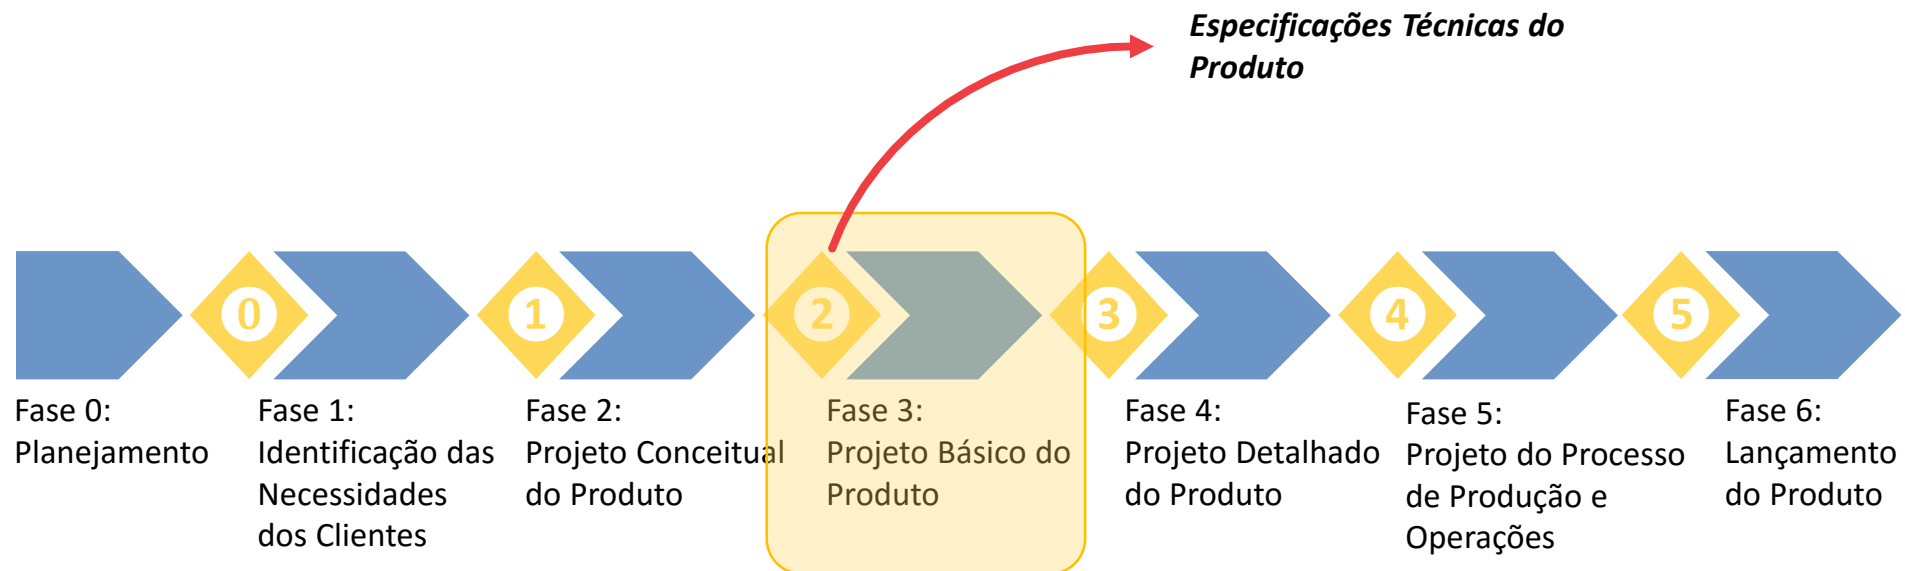 Especificações Técnicas do
Produto
0
1
2
3
4
5
Fase 0:
Planejamento
Fase 1:
Identificação das
Necessidades
dos Clientes
Fase 2:
Projeto Conceitual
do Produto
Fase 3:
Projeto Básico do
Produto
Fase 4:
Projeto Detalhado
do Produto
Fase 5:
Projeto do Processo
de Produção e
Operações
Fase 6:
Lançamento
do Produto